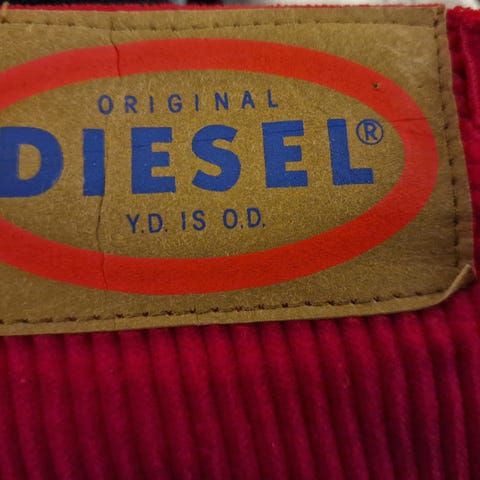 ORIGINAL
DIESEL®
Y.D. IS O.D.